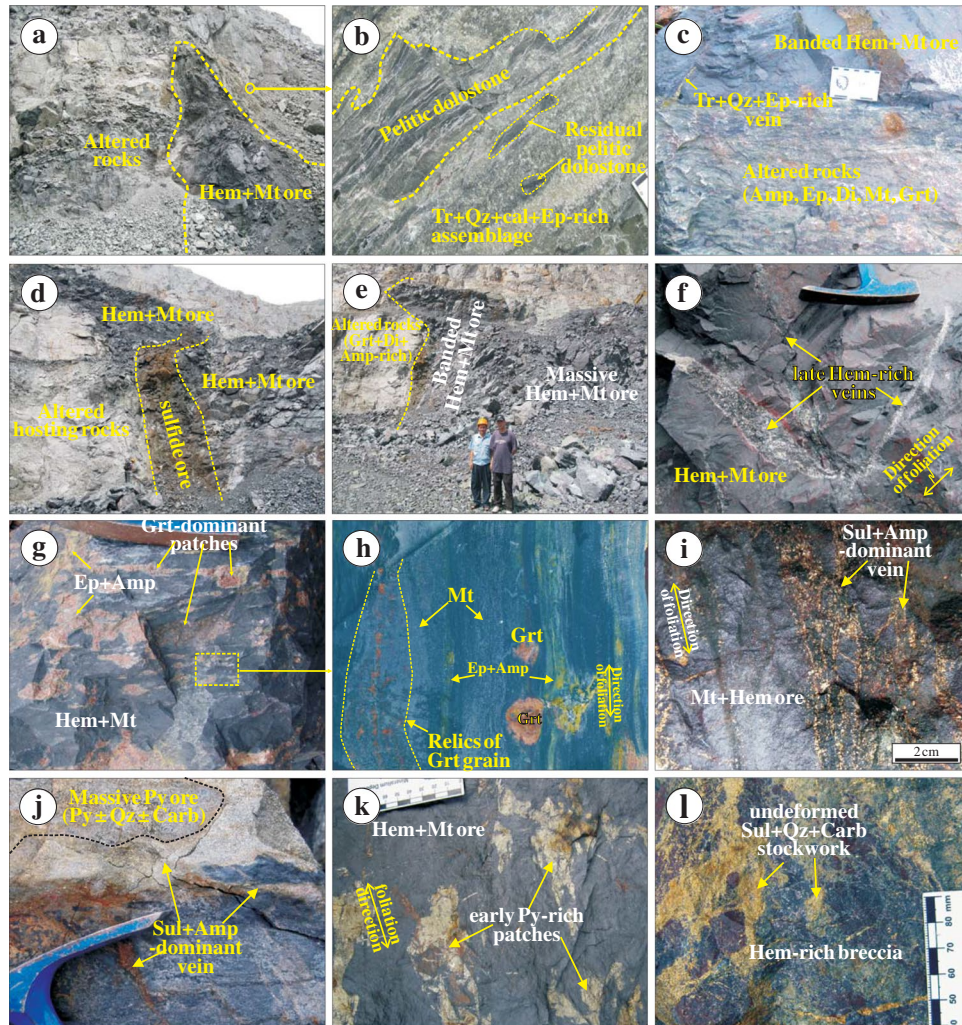 a
Altered
rocks
Hem+Mt ore
b
Pelitic dolostone
Residual
pelitic
dolostone
Tr+Qz+cal+Ep-rich
assemblage
c
Banded Hem+Mt ore
Tr+Qz+Ep-rich
vein
Altered rocks
(Amp, Ep, Di, Mt, Grt)
d
Hem+Mt ore
Hem+Mt ore
Altered
hosting rocks
sulfide ore
e
Altered rocks
(Grt+Di+
Amp-rich)
Banded
Hem+Mt ore
Massive
Hem+Mt ore
f
late Hem-rich
veins
Hem+Mt ore
Direction
of foliation
g
Grt-dominant
patches
Ep+Amp
Hem+Mt
h
Mt
Grt
Ep+Amp
Grt
Direction
of foliation
Relics of
Grt grain
i
Sul+Amp
-dominant
vein
Direction
of foliation
Mt+Hem ore
2cm
j
Massive Py ore
(Py±Qz±Carb)
Sul+Amp
-dominant
vein
k
Hem+Mt ore
foliation
direction
early Py-rich
patches
l
undeformed
Sul+Qz+Carb
stockwork
Hem-rich breccia
80 mm
70
60
50